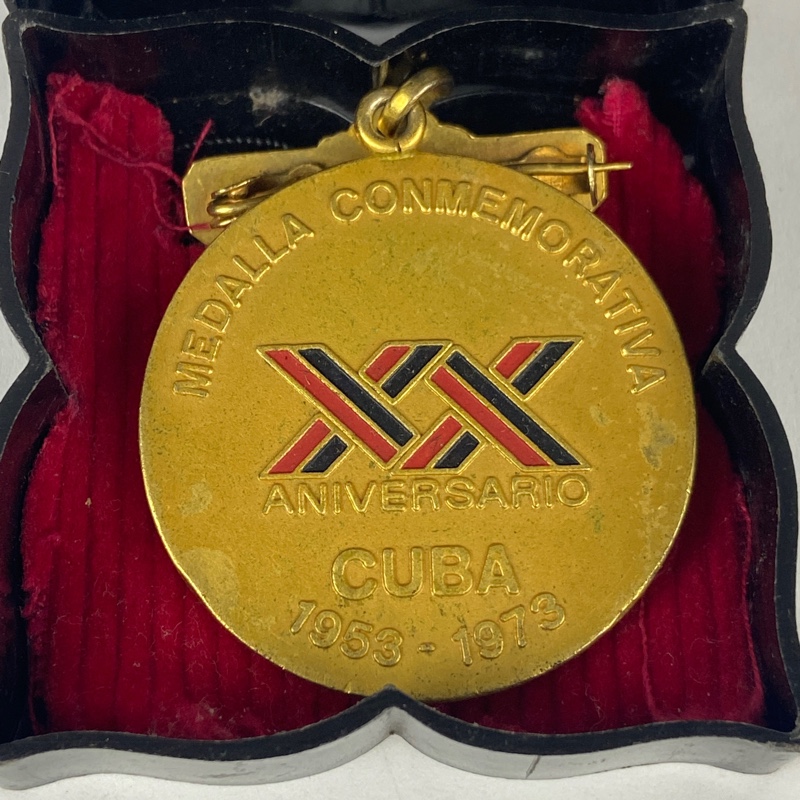 MEDALLA CONMEMORATIVA
XX
ANIVERSARIO
CUBA
1953 - 1973